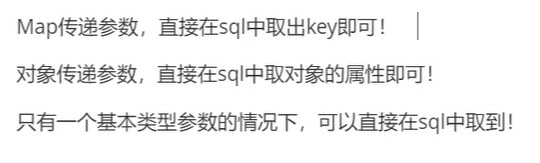 Map传递参数，直接在sql中取出key即可！
对象传递参数，直接在sql中取对象的属性即可！
只有一个基本类型参数的情况下，可以直接在sql中取到！